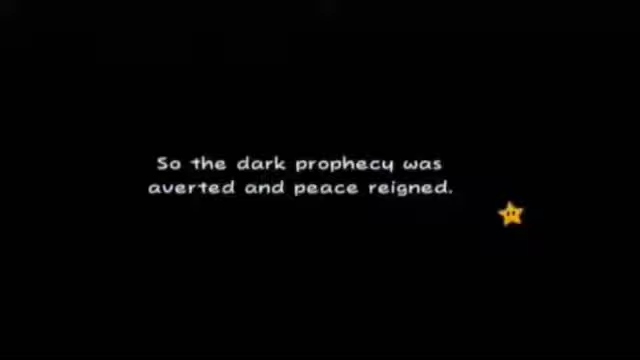 So the dark prophecy was
averted and peace reigned.